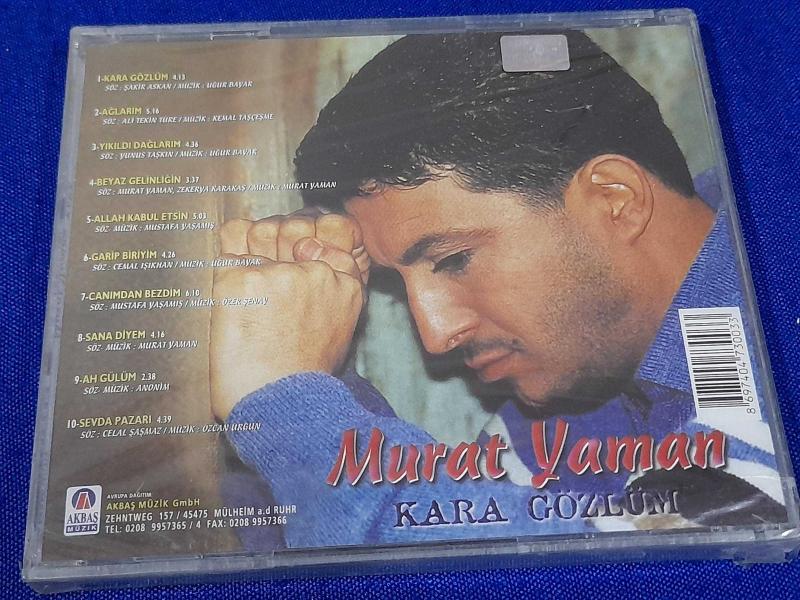 1-KARA GÖZLÜM 4.13
SÖZ : ŞAKİR ASKAN / MÜZİK : UĞUR BAYAR
2-AĞLARIM 5.16
SÖZ : ALİ TEKİN TÜRE / MÜZİK : KEMAL TAŞÇEŞME
3-YIKILDI DAĞLARIM 4.36
SÖZ : YUNUS TAŞKIN / MÜZİK : UĞUR BAYAR
4-BEYAZ GELİNLİĞİN 3.37
SÖZ : MURAT YAMAN, ZEKERYA KARAKAŞ / MÜZİK : MURAT YAMAN
5-ALLAH KABUL ETSİN 5.03
SÖZ- MÜZİK : MUSTAFA YAŞAMIŞ
6-GARİP BİRİYİM 4.26
SÖZ : CEMAL IŞIKHAN / MÜZİK : UĞUR BAYAR
7-CANIMDAN BEZDİM 6.10
SÖZ : MUSTAFA YAŞAMIŞ / MÜZİK : ÖZER ŞENAY
8-SANA DİYEM 4.16
SÖZ- MÜZİK : MURAT YAMAN
9-AH GÜLÜM 2.38
SÖZ- MÜZİK : ANONİM
10-SEVDA PAZARI 4.39
SÖZ : CELAL ŞAŞMAZ / MÜZİK : ÖZCAN URGUN
Murat Yaman
KARA GÖZLÜM
8697404730033
AKBAŞ
MÜZİK
AVRUPA DAĞITIM
AKBAŞ MÜZİK GmbH
ZEHNTWEG 157 / 45475 MÜLHEIM a.d RUHR
TEL: 0208 9957365 / 4 FAX: 0208 9957366